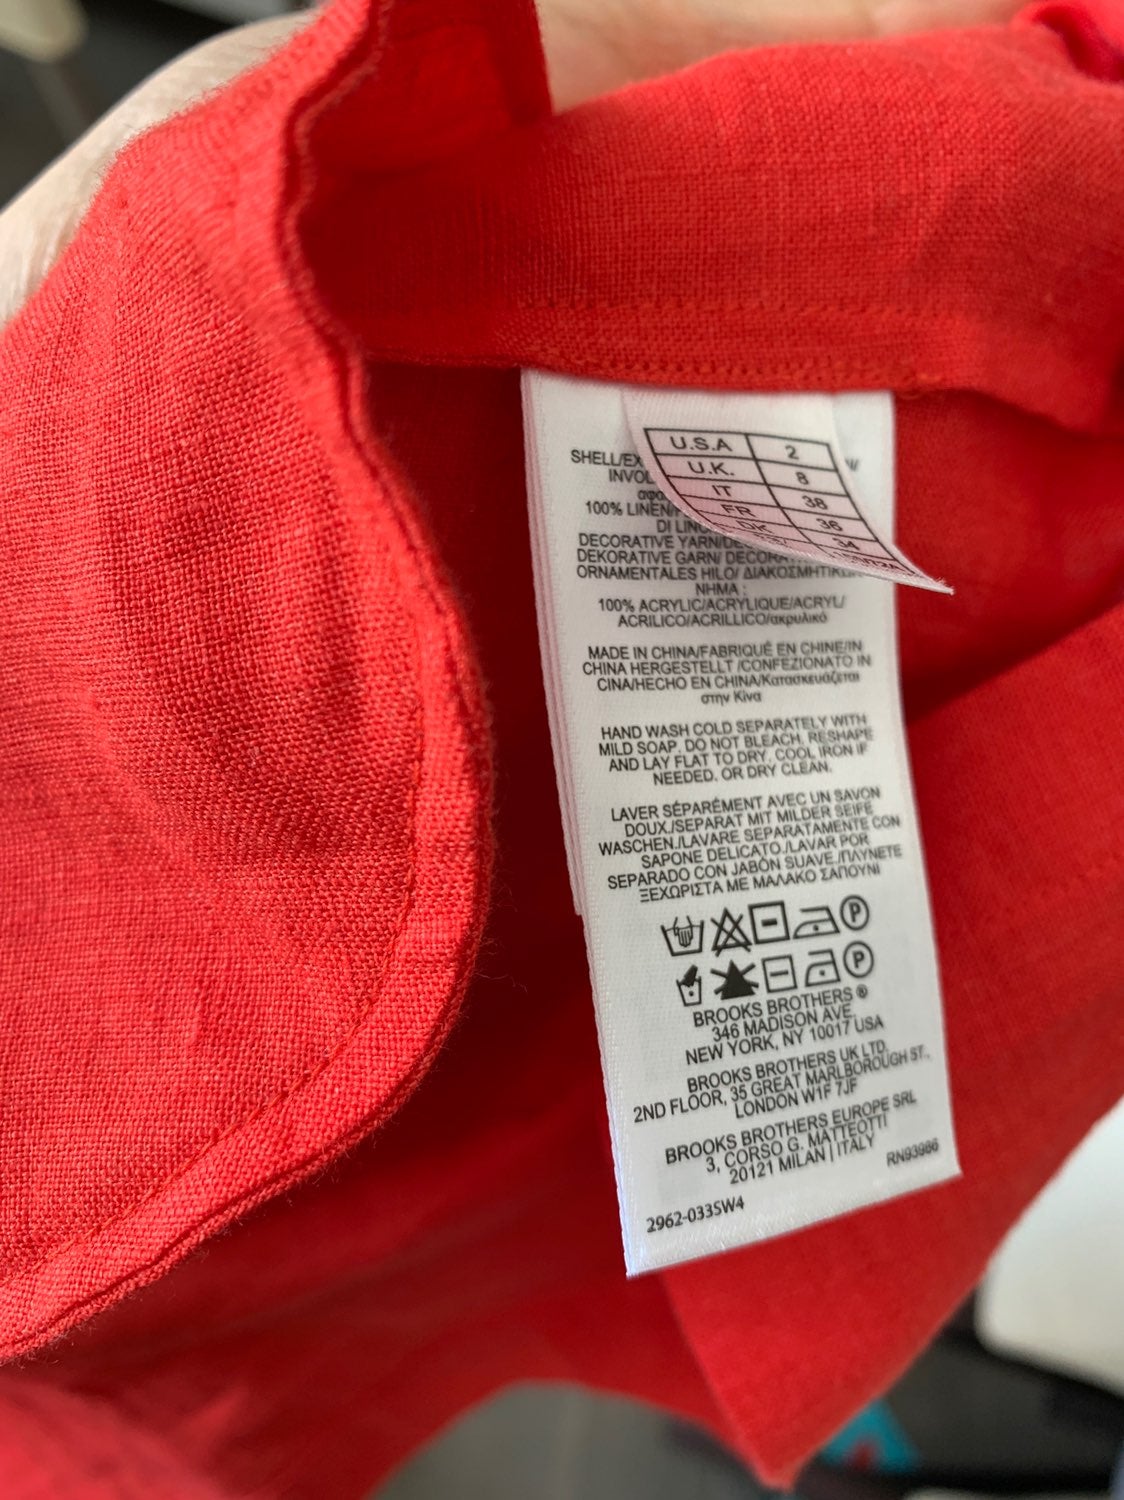 U.S.A 2
U.K. 8
IT 38
FR 36
DK 34
SHELL/EX
INVOL
αφα
100% LINEN/
DI LINO
DECORATIVE YARN/DE
DEKORATIVE GARN/ DECORA
ORNAMENTALES HILO/ ΔΙΑΚΟΣΜΗΤΙΚΟ
ΝΗΜΑ :
100% ACRYLIC/ACRYLIQUE/ACRYL/
ACRILICO/ACRILLICO/ακρυλικό
MADE IN CHINA/FABRIQUÉ EN CHINE/IN
CHINA HERGESTELLT /CONFEZIONATO IN
CINA/HECHO EN CHINA/Κατασκευάζεται
στην Κίνα
HAND WASH COLD SEPARATELY WITH
MILD SOAP. DO NOT BLEACH. RESHAPE
AND LAY FLAT TO DRY. COOL IRON IF
NEEDED. OR DRY CLEAN.
LAVER SÉPARÉMENT AVEC UN SAVON
DOUX./SEPARAT MIT MILDER SEIFE
WASCHEN./LAVARE SEPARATAMENTE CON
SAPONE DELICATO./LAVAR POR
SEPARADO CON JABÓN SUAVE./ΠΛΥΝΕΤΕ
ΞΕΧΩΡΙΣΤΑ ΜΕ ΜΑΛΑΚΟ ΣΑΠΟΥΝΙ
P
P
BROOKS BROTHERS ®
346 MADISON AVE.
NEW YORK, NY 10017 USA
BROOKS BROTHERS UK LTD.
2ND FLOOR, 35 GREAT MARLBOROUGH ST.,
LONDON W1F 7JF
BROOKS BROTHERS EUROPE SRL
3, CORSO G. MATTEOTTI
20121 MILAN | ITALY
RN93986
2962-0335W4